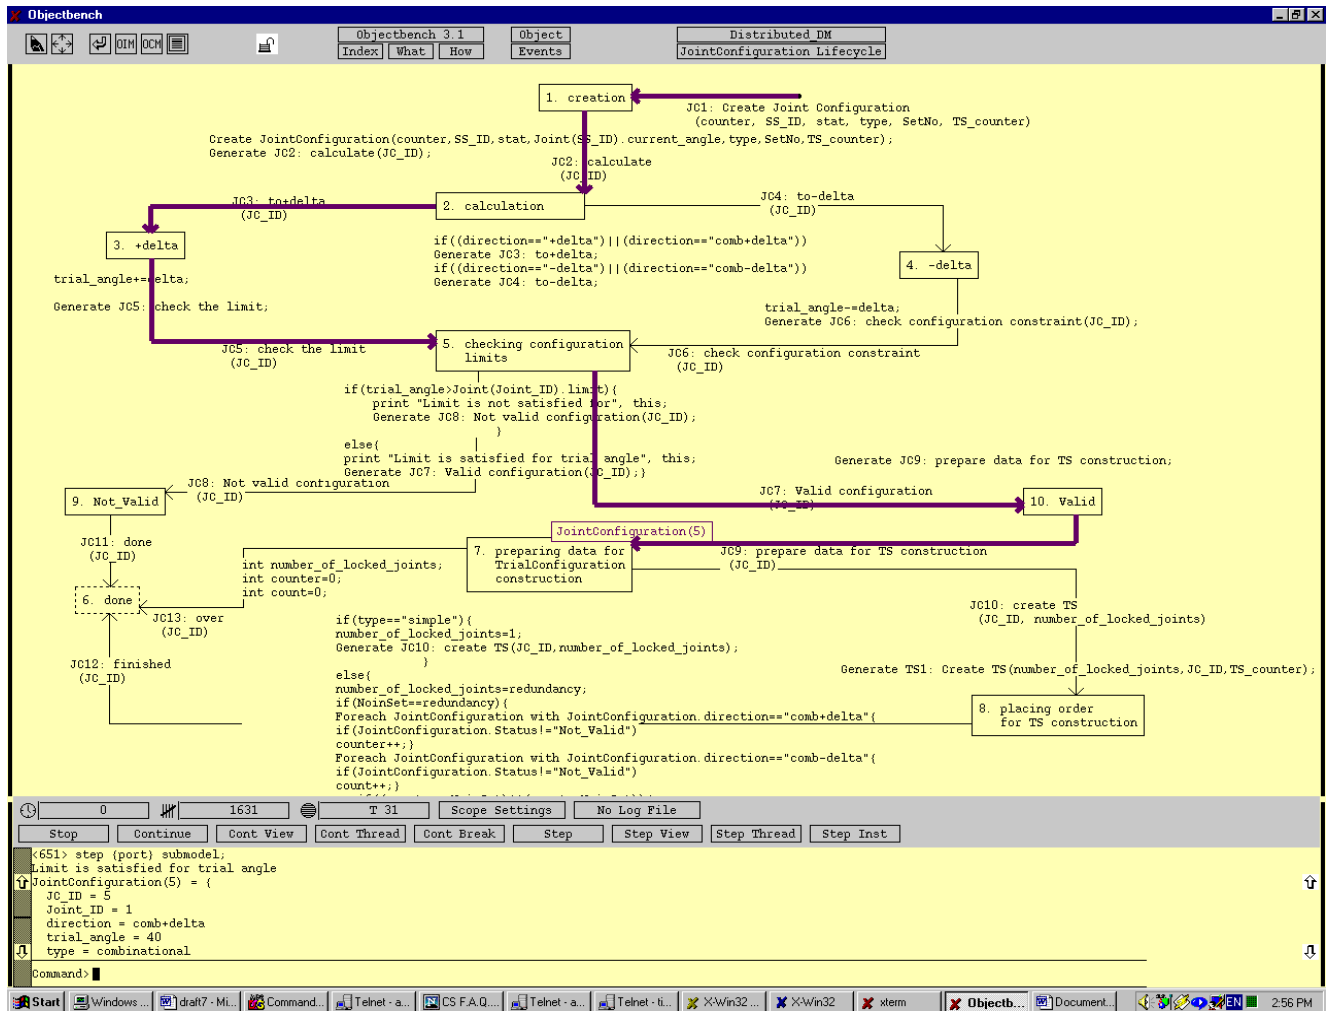 Objectbench
OIM OCM
Objectbench 3.1
Index What How
Object
Events
Distributed_DM
JointConfiguration Lifecycle
1. creation
JC1: Create Joint Configuration
(counter, SS_ID, stat, type, SetNo, TS_counter)
Create JointConfiguration(counter,SS_ID,stat,Joint(SS_ID).current_angle,type,SetNo,TS_counter);
Generate JC2: calculate(JC_ID);
JC2: calculate
(JC_ID)
JC3: to+delta
(JC_ID)
2. calculation
JC4: to-delta
(JC_ID)
3. +delta
if((direction=="+delta")||(direction=="comb+delta"))
Generate JC3: to+delta;
if((direction=="-delta")||(direction=="comb-delta"))
Generate JC4: to-delta;
4. -delta
trial_angle+=delta;
Generate JC5: check the limit;
trial_angle-=delta;
Generate JC6: check configuration constraint(JC_ID);
JC5: check the limit
(JC_ID)
5. checking configuration
limits
JC6: check configuration constraint
(JC_ID)
if(trial_angle>Joint(Joint_ID).limit){
print "Limit is not satisfied for", this;
Generate JC8: Not valid configuration(JC_ID);
}
else{
print "Limit is satisfied for trial angle", this;
Generate JC7: Valid configuration(JC_ID);}
Generate JC9: prepare data for TS construction;
JC8: Not valid configuration
(JC_ID)
9. Not_Valid
JC7: Valid configuration
(JC_ID)
10. Valid
JointConfiguration(5)
JC11: done
(JC_ID)
7. preparing data for
TrialConfiguration
construction
JC9: prepare data for TS construction
(JC_ID)
int number_of_locked_joints;
int counter=0;
int count=0;
6. done
JC13: over
(JC_ID)
JC10: create TS
(JC_ID, number_of_locked_joints)
if(type=="simple"){
number_of_locked_joints=1;
Generate JC10: create TS(JC_ID,number_of_locked_joints);
}
else{
number_of_locked_joints=redundancy;
if(NoinSet==redundancy){
Foreach JointConfiguration with JointConfiguration.direction=="comb+delta"{
if(JointConfiguration.Status!="Not_Valid")
counter++;}
Foreach JointConfiguration with JointConfiguration.direction=="comb-delta"{
if(JointConfiguration.Status!="Not_Valid")
count++;}
JC12: finished
(JC_ID)
Generate TS1: Create TS(number_of_locked_joints,JC_ID,TS_counter);
8. placing order
for TS construction
0 1631 T 31 Scope Settings No Log File
Stop Continue Cont View Cont Thread Cont Break Step Step View Step Thread Step Inst
<651> step {port} submodel;
Limit is satisfied for trial angle
JointConfiguration(5) = {
JC_ID = 5
Joint_ID = 1
direction = comb+delta
trial_angle = 40
type = combinational
Command>
Start Windows ... draft7 - Mi... Command... Telnet - a... CS F.A.Q.... Telnet - a... Telnet - ti... X-Win32 ... X-Win32 xterm Objectb... Document... EN 2:56 PM